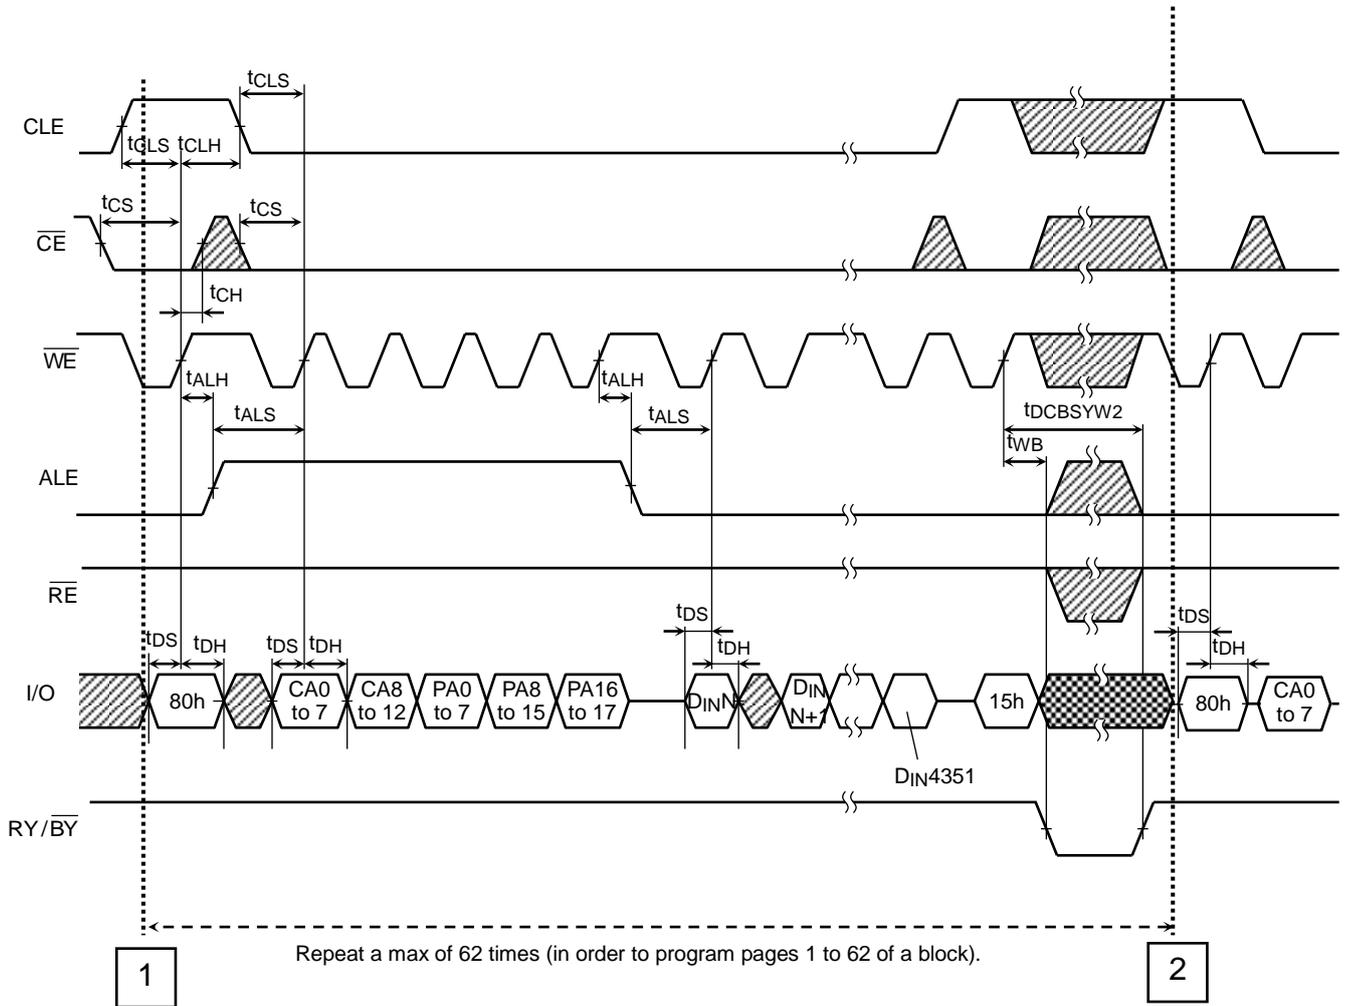 tCLS
CLE
tCLS tCLH
tCS tCS
CE
tCH
WE
tALH tALH
tALS tALS tDCBSYW2
tWB
ALE
RE
tDS tDH tDS tDH tDS tDH tDS tDH
I/O
80h
CA0 to 7
CA8 to 12
PA0 to 7
PA8 to 15
PA16 to 17
DINN
DIN N+1
15h
80h
CA0 to 7
DIN4351
RY/BY
Repeat a max of 62 times (in order to program pages 1 to 62 of a block).
1
2